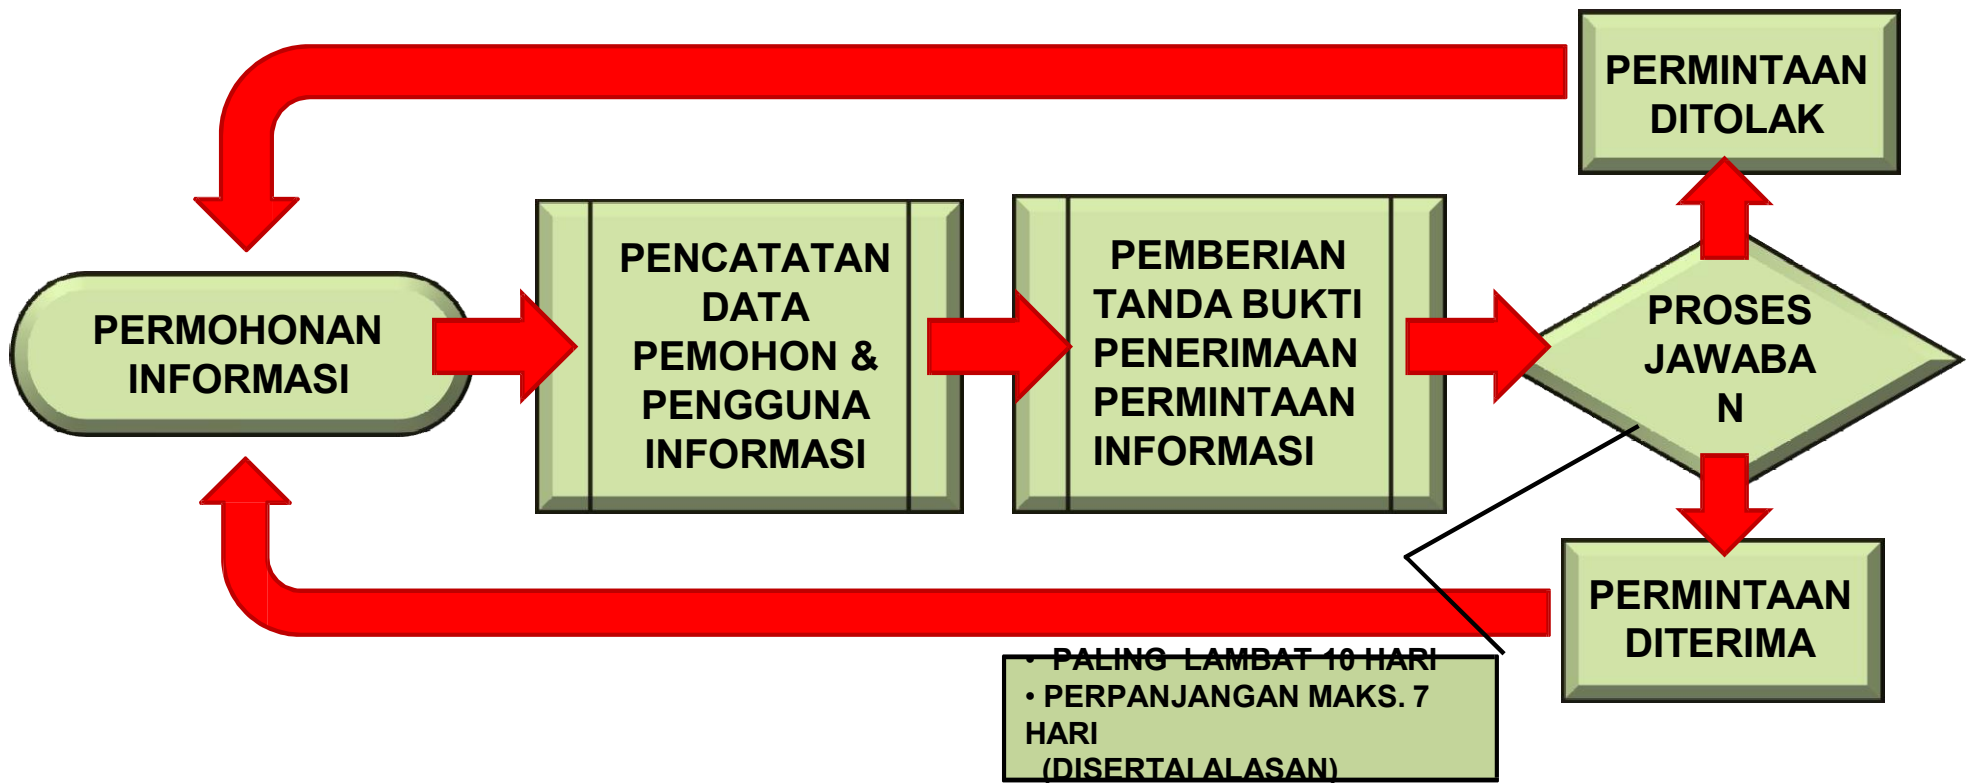 PERMINTAAN
DITOLAK
PERMOHONAN
INFORMASI
PENCATATAN
DATA
PEMOHON &
PENGGUNA
INFORMASI
PEMBERIAN
TANDA BUKTI
PENERIMAAN
PERMINTAAN
INFORMASI
PROSES
JAWABA
N
PERMINTAAN
DITERIMA
• PALING LAMBAT 10 HARI
• PERPANJANGAN MAKS. 7
HARI
(DISERTAI ALASAN)